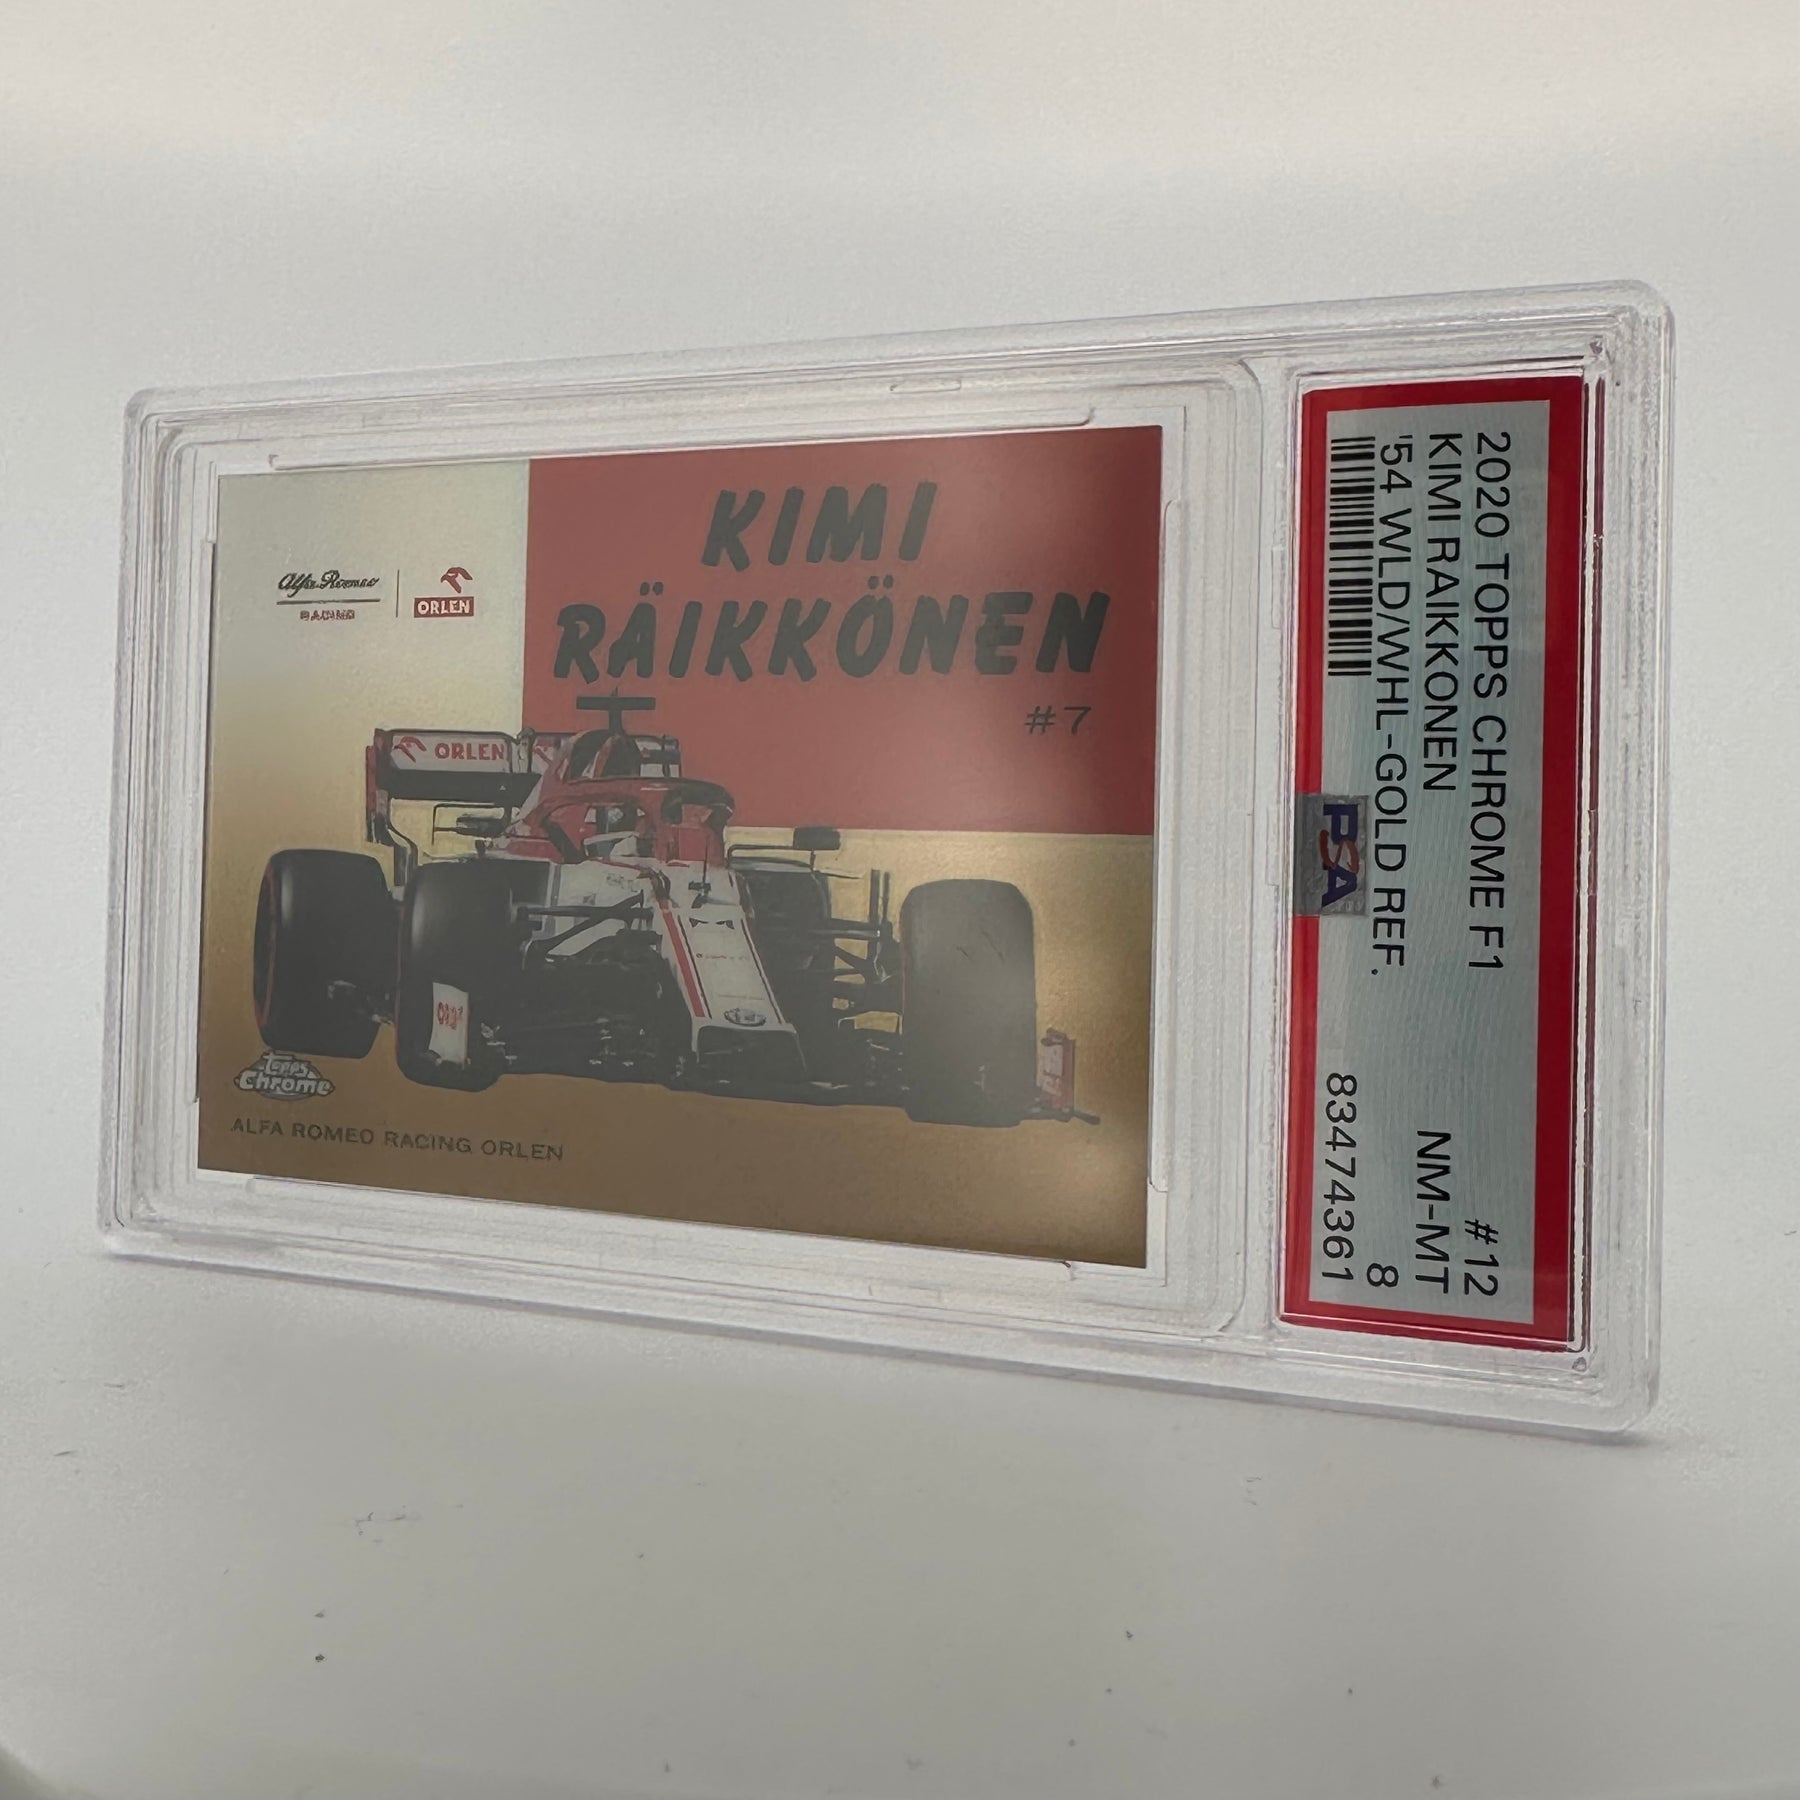 KIMI
RÄIKKÖNEN
#7
Alfa Romeo
RACING
ORLEN
ORLEN
Topps
Chrome
ALFA ROMEO RACING ORLEN
2020 TOPPS CHROME F1 #12
KIMI RAIKKONEN NM-MT
'54 WLD/WHL-GOLD REF. 8
83474361
PSA